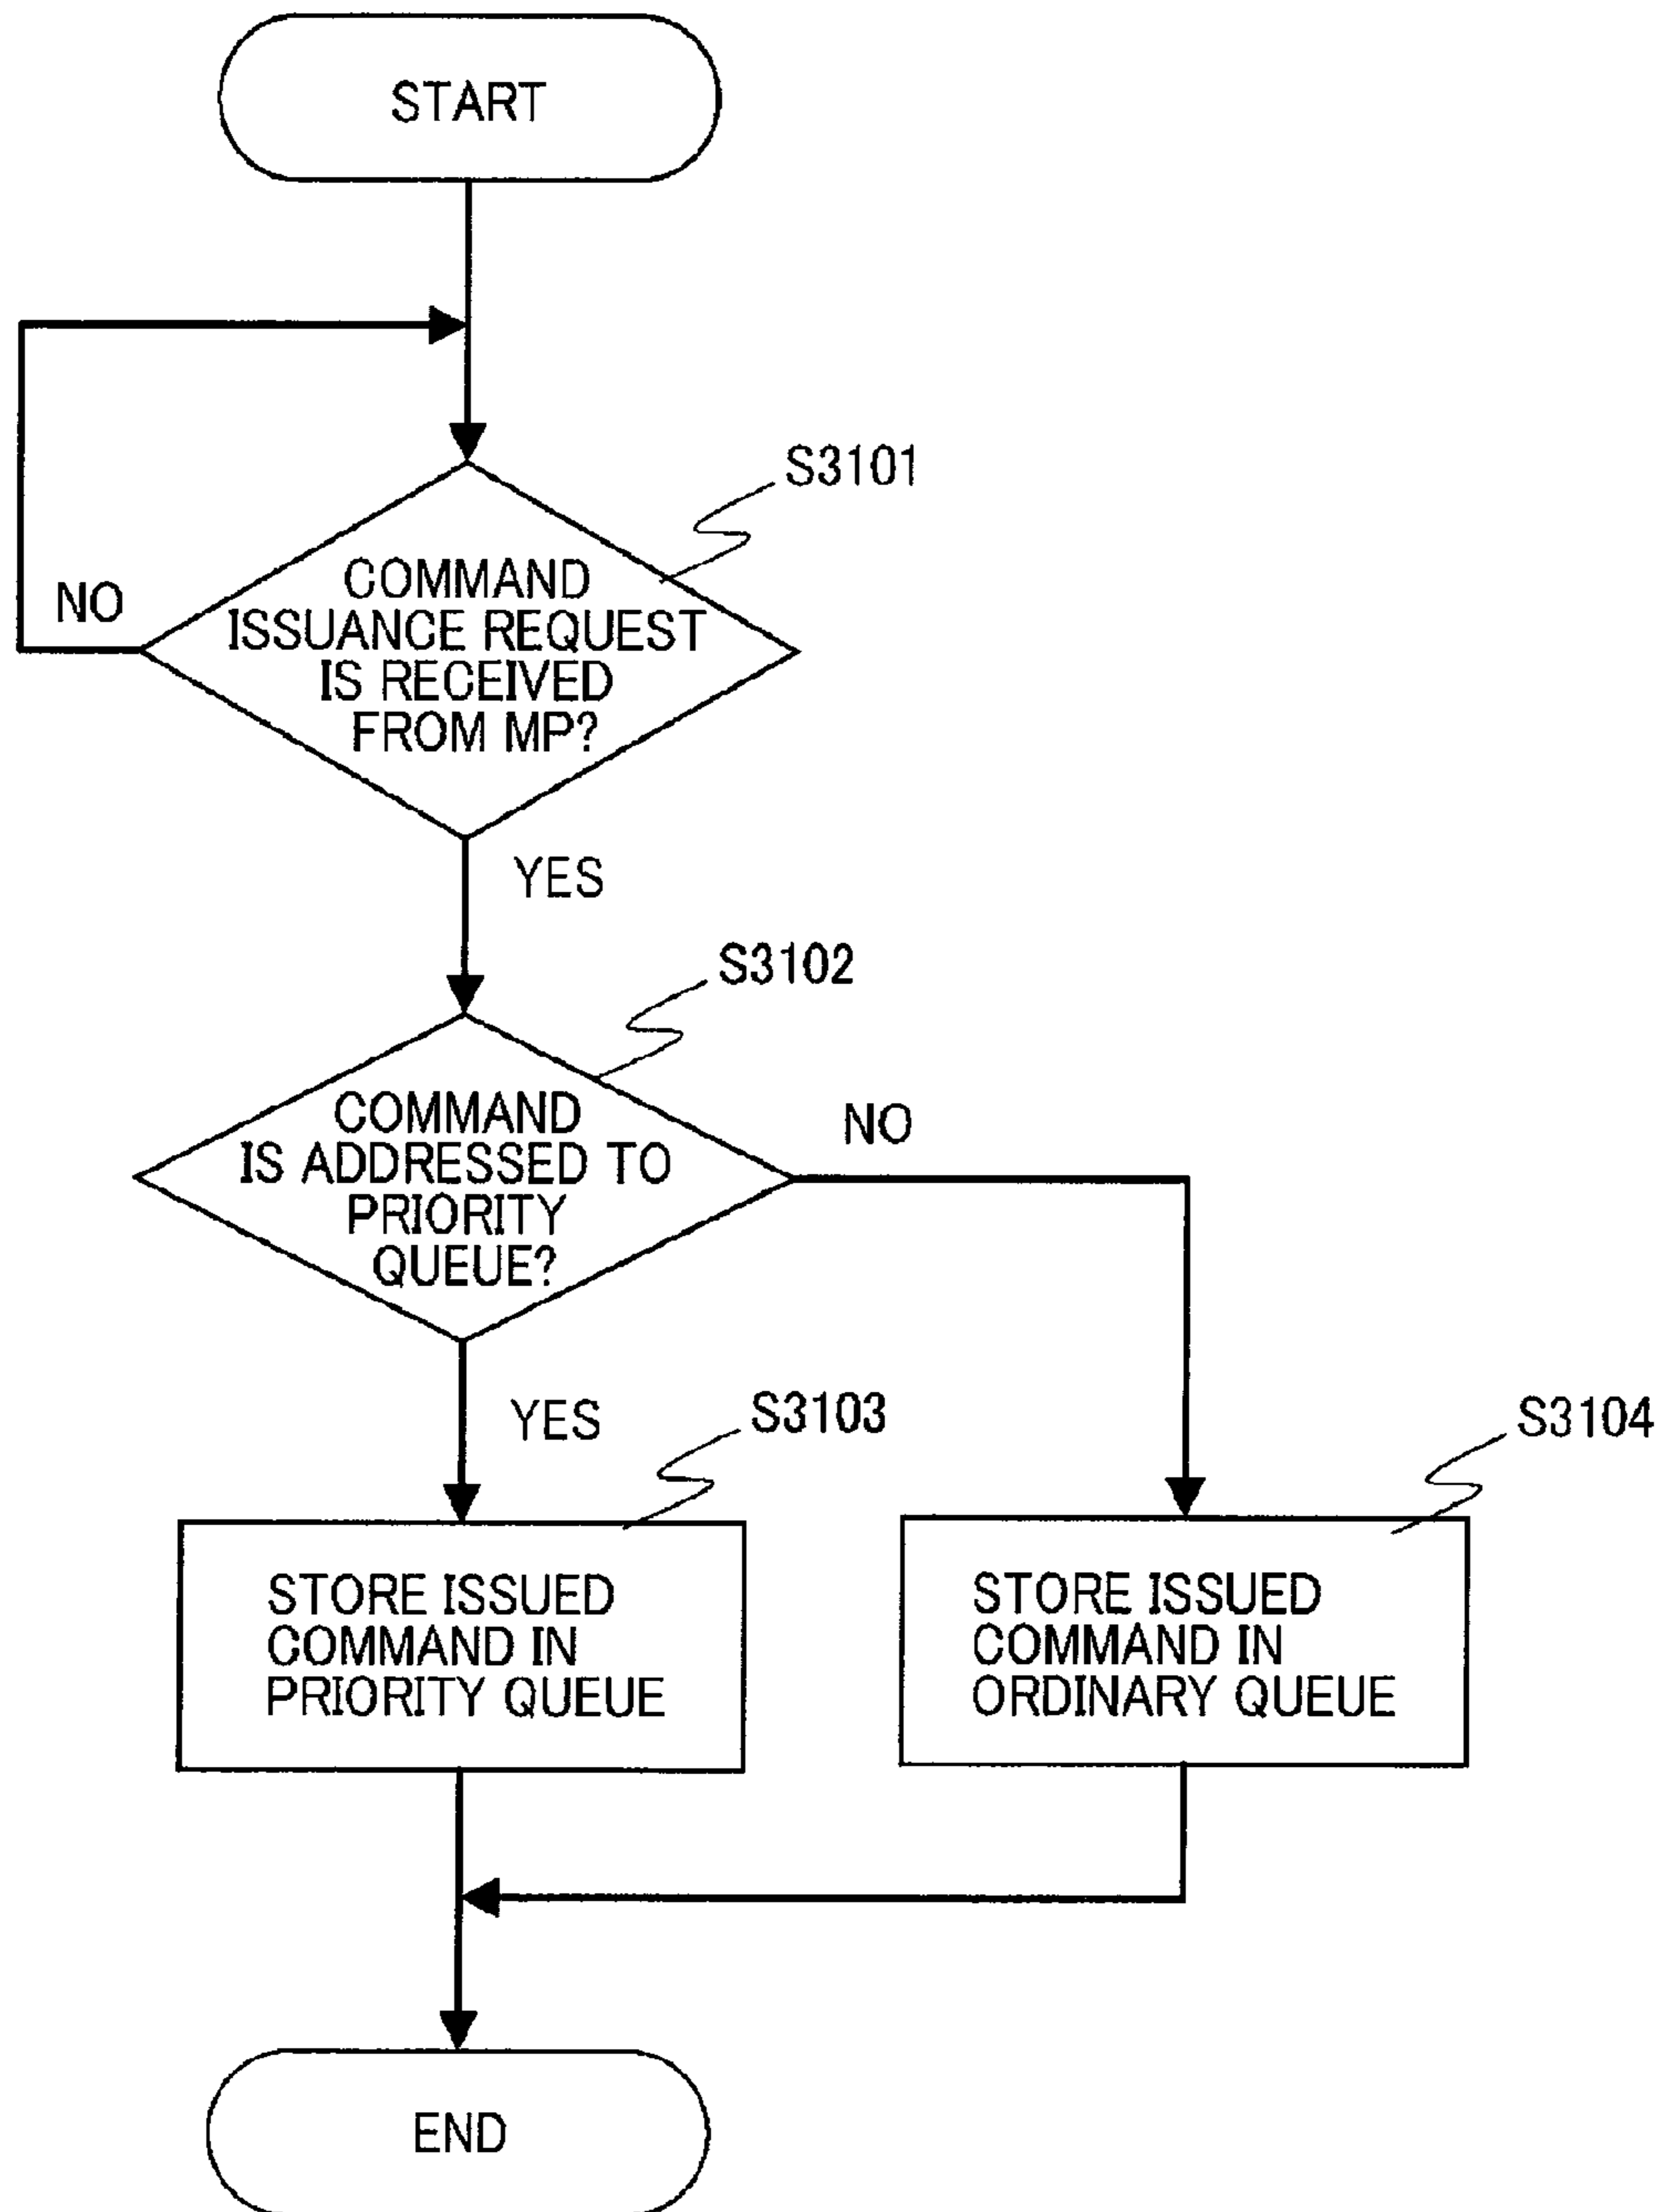 START
S3101
COMMAND
ISSUANCE REQUEST
IS RECEIVED
FROM MP?
NO
YES
S3102
COMMAND
IS ADDRESSED TO
PRIORITY
QUEUE?
NO
YES
S3103
S3104
STORE ISSUED
COMMAND IN
PRIORITY QUEUE
STORE ISSUED
COMMAND IN
ORDINARY QUEUE
END